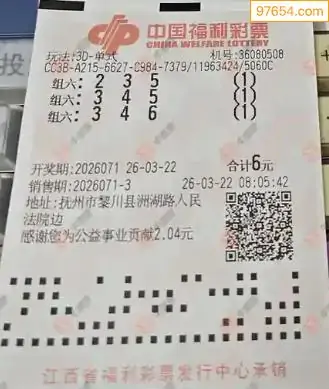 97654.com
中国福利彩票
CHINA WELFARE LOTTERY
玩法:3D-单式 机号:36080508
CC3B-A215-6627-C984-7379/11963424/5060C
组六: 2 3 5 (1)
组六: 3 4 5 (1)
组六: 3 4 6 (1)
开奖期:2026071 26-03-22 合计6元
销售期:2026071-3 26-03-22 08:05:42
地址:抚州市黎川县洲湖路人民
法院边
感谢您为公益事业贡献2.04元
江西省福利彩票发行中心承销